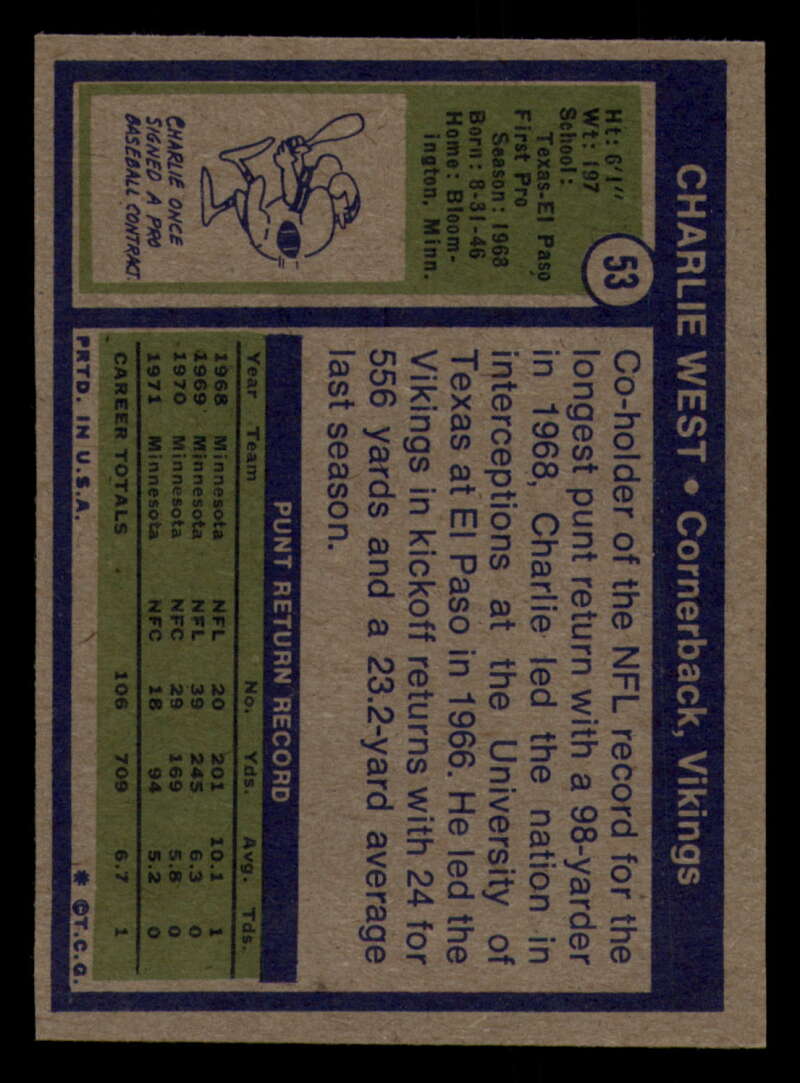 CHARLIE WEST • Cornerback, Vikings
53
Ht: 6'1"
Wt: 197
School:
Texas-El Paso
First Pro
Season: 1968
Born: 8-31-46
Home: Bloom-
ington, Minn.
CHARLIE ONCE
SIGNED A PRO
BASEBALL CONTRACT.
Co-holder of the NFL record for the
longest punt return with a 98-yarder
in 1968, Charlie led the nation in
interceptions at the University of
Texas at El Paso in 1966. He led the
Vikings in kickoff returns with 24 for
556 yards and a 23.2-yard average
last season.
PUNT RETURN RECORD
Year Team No. Yds. Avg. Tds.
1968 Minnesota NFL 20 201 10.1 1
1969 Minnesota NFL 39 245 6.3 0
1970 Minnesota NFC 29 169 5.8 0
1971 Minnesota NFC 18 94 5.2 0
CAREER TOTALS 106 709 6.7 1
PRTD. IN U.S.A. * ©T.C.G.